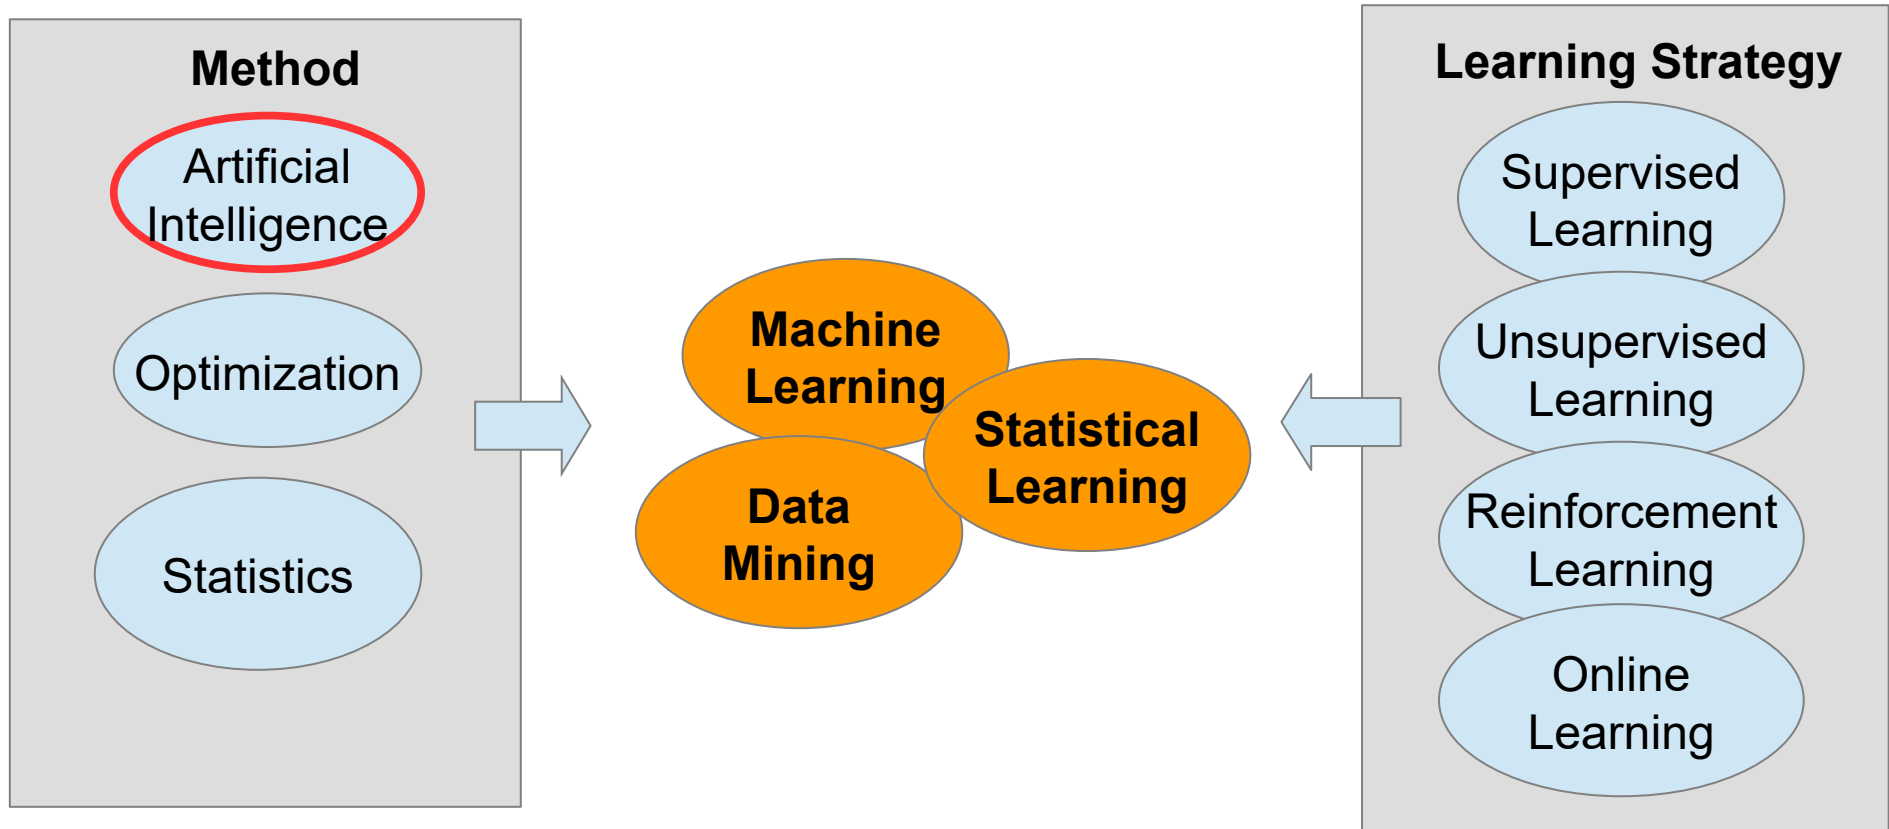 Method
Artificial
Intelligence
Optimization
Statistics
Machine
Learning
Statistical
Learning
Data
Mining
Learning Strategy
Supervised
Learning
Unsupervised
Learning
Reinforcement
Learning
Online
Learning